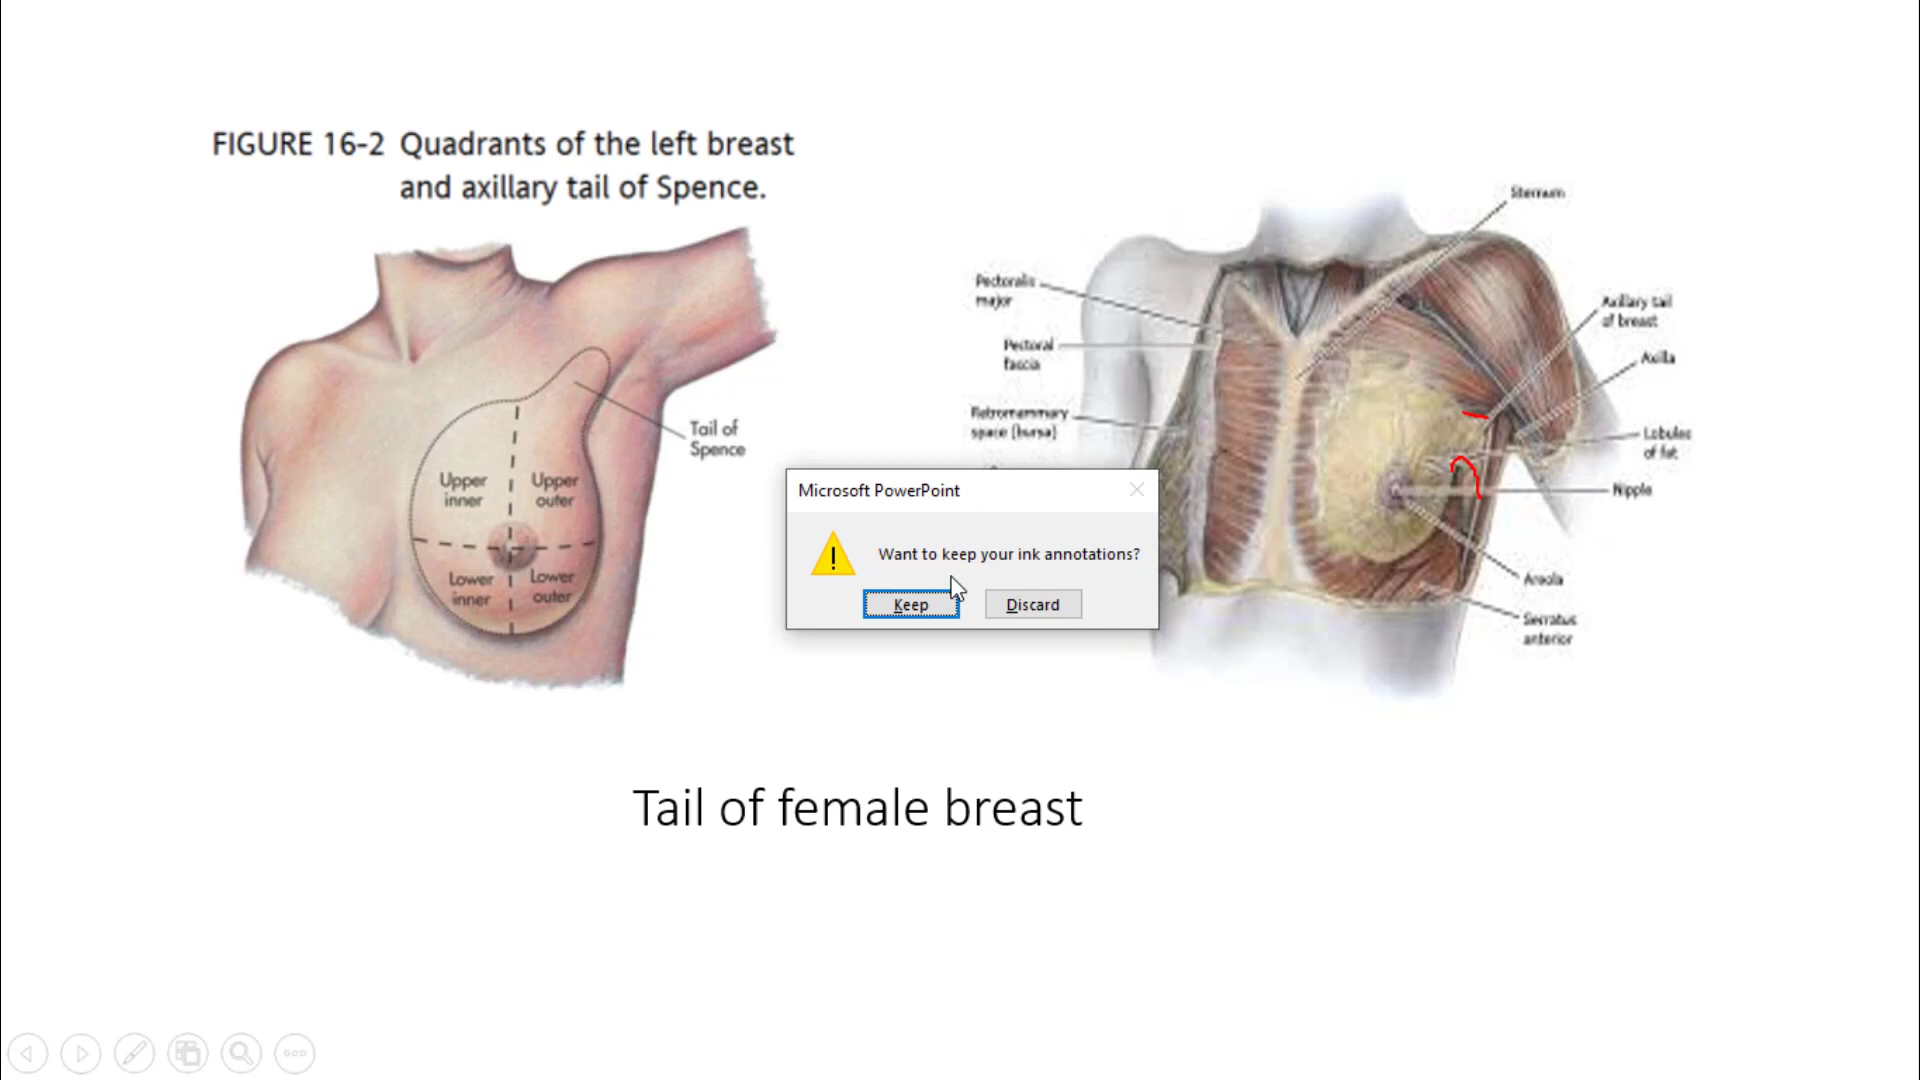 FIGURE 16-2 Quadrants of the left breast
and axillary tail of Spence.
Tail of
Spence
Upper
inner
Upper
outer
Lower
inner
Lower
outer
Sternum
Pectoralis
major
Pectoral
fascia
Retromammary
space (bursa)
Axillary tail
of breast
Axilla
Lobules
of fat
Nipple
Areola
Serratus
anterior
Microsoft PowerPoint
Want to keep your ink annotations?
Keep
Discard
Tail of female breast